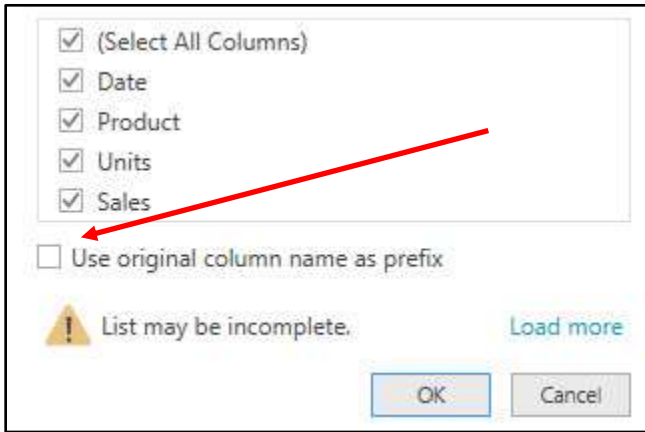 (Select All Columns)
Date
Product
Units
Sales
Use original column name as prefix
List may be incomplete. Load more
OK Cancel